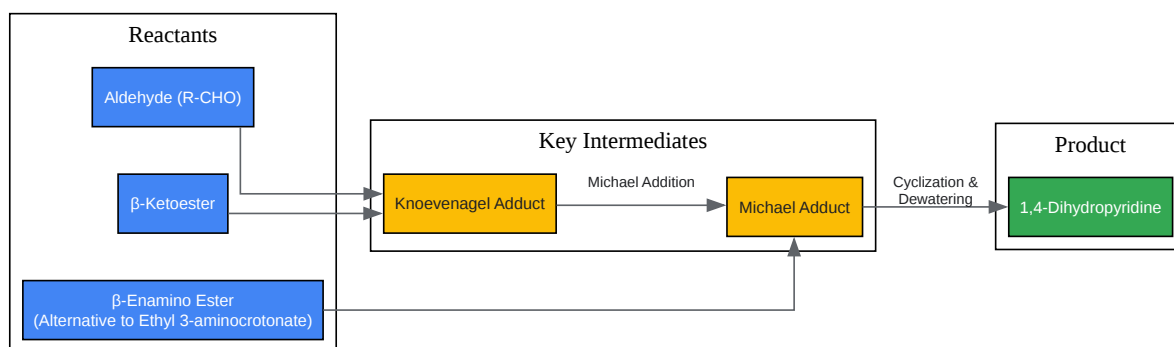 Reactants
Aldehyde (R-CHO)
β-Ketoester
β-Enamino Ester
(Alternative to Ethyl 3-aminocrotonate)
Key Intermediates
Knoevenagel Adduct
Michael Addition
Michael Adduct
Cyclization &
Dewatering
Product
1,4-Dihydropyridine